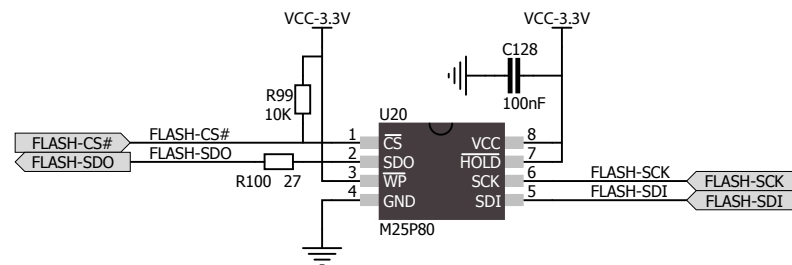 VCC-3.3V
VCC-3.3V
C128
100nF
R99
10K
U20
FLASH-CS#
FLASH-CS#
1
CS
VCC
8
FLASH-SDO
FLASH-SDO
2
SDO
HOLD
7
R100 27
3
WP
SCK
6
FLASH-SCK
FLASH-SCK
4
GND
SDI
5
FLASH-SDI
FLASH-SDI
M25P80